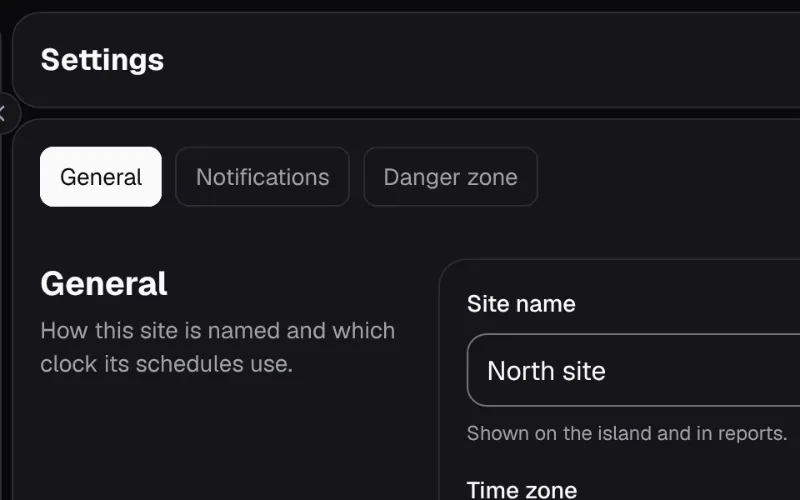 Settings
General
Notifications
Danger zone
General
How this site is named and which
clock its schedules use.
Site name
North site
Shown on the island and in reports.
Time zone